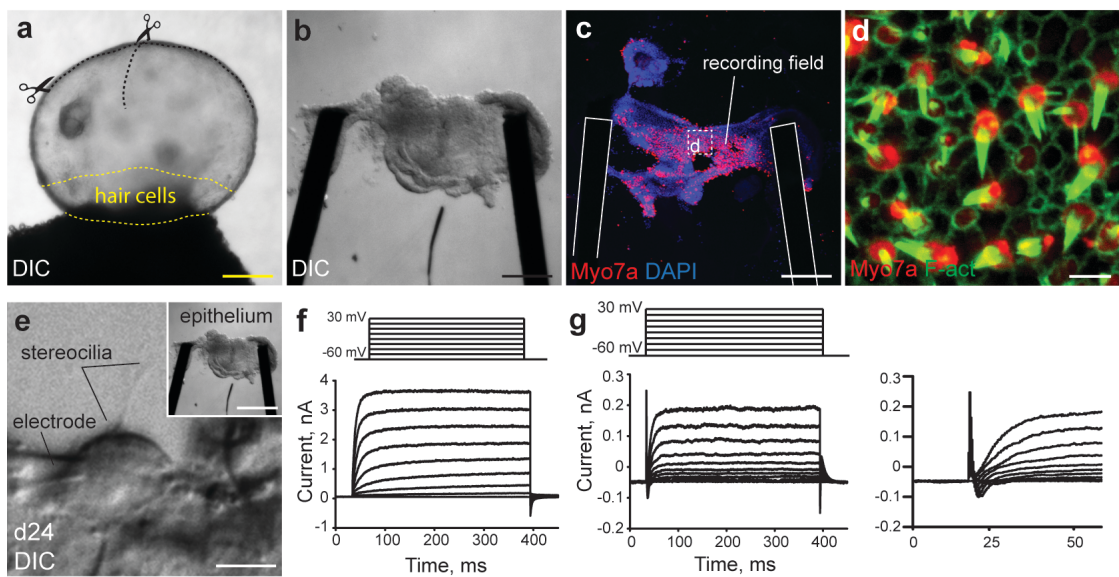 a
hair cells
DIC
b
DIC
c
recording field
d
Myo7a DAPI
d
Myo7a F-act
e
stereocilia
electrode
epithelium
d24
DIC
f
30 mV
-60 mV
Current, nA
4
3
2
1
0
-1
0 100 200 300 400
Time, ms
g
30 mV
-60 mV
Current, nA
0.3
0.2
0.1
0
-0.1
-0.2
0 100 200 300 400
Time, ms
0.3
0.2
0.1
0
-0.1
-0.2
0 25 50